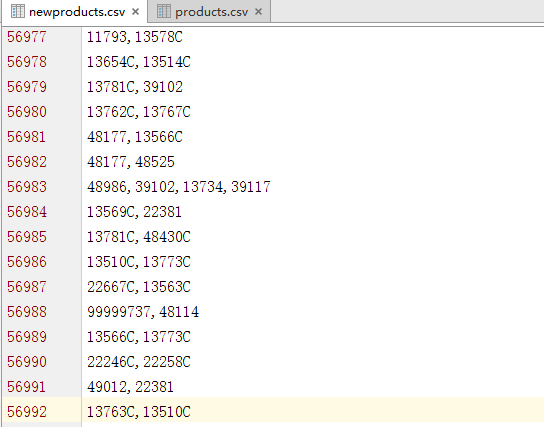 newproducts.csv × products.csv ×
56977 11793,13578C
56978 13654C,13514C
56979 13781C,39102
56980 13762C,13767C
56981 48177,13566C
56982 48177,48525
56983 48986,39102,13734,39117
56984 13569C,22381
56985 13781C,48430C
56986 13510C,13773C
56987 22667C,13563C
56988 99999737,48114
56989 13566C,13773C
56990 22246C,22258C
56991 49012,22381
56992 13763C,13510C